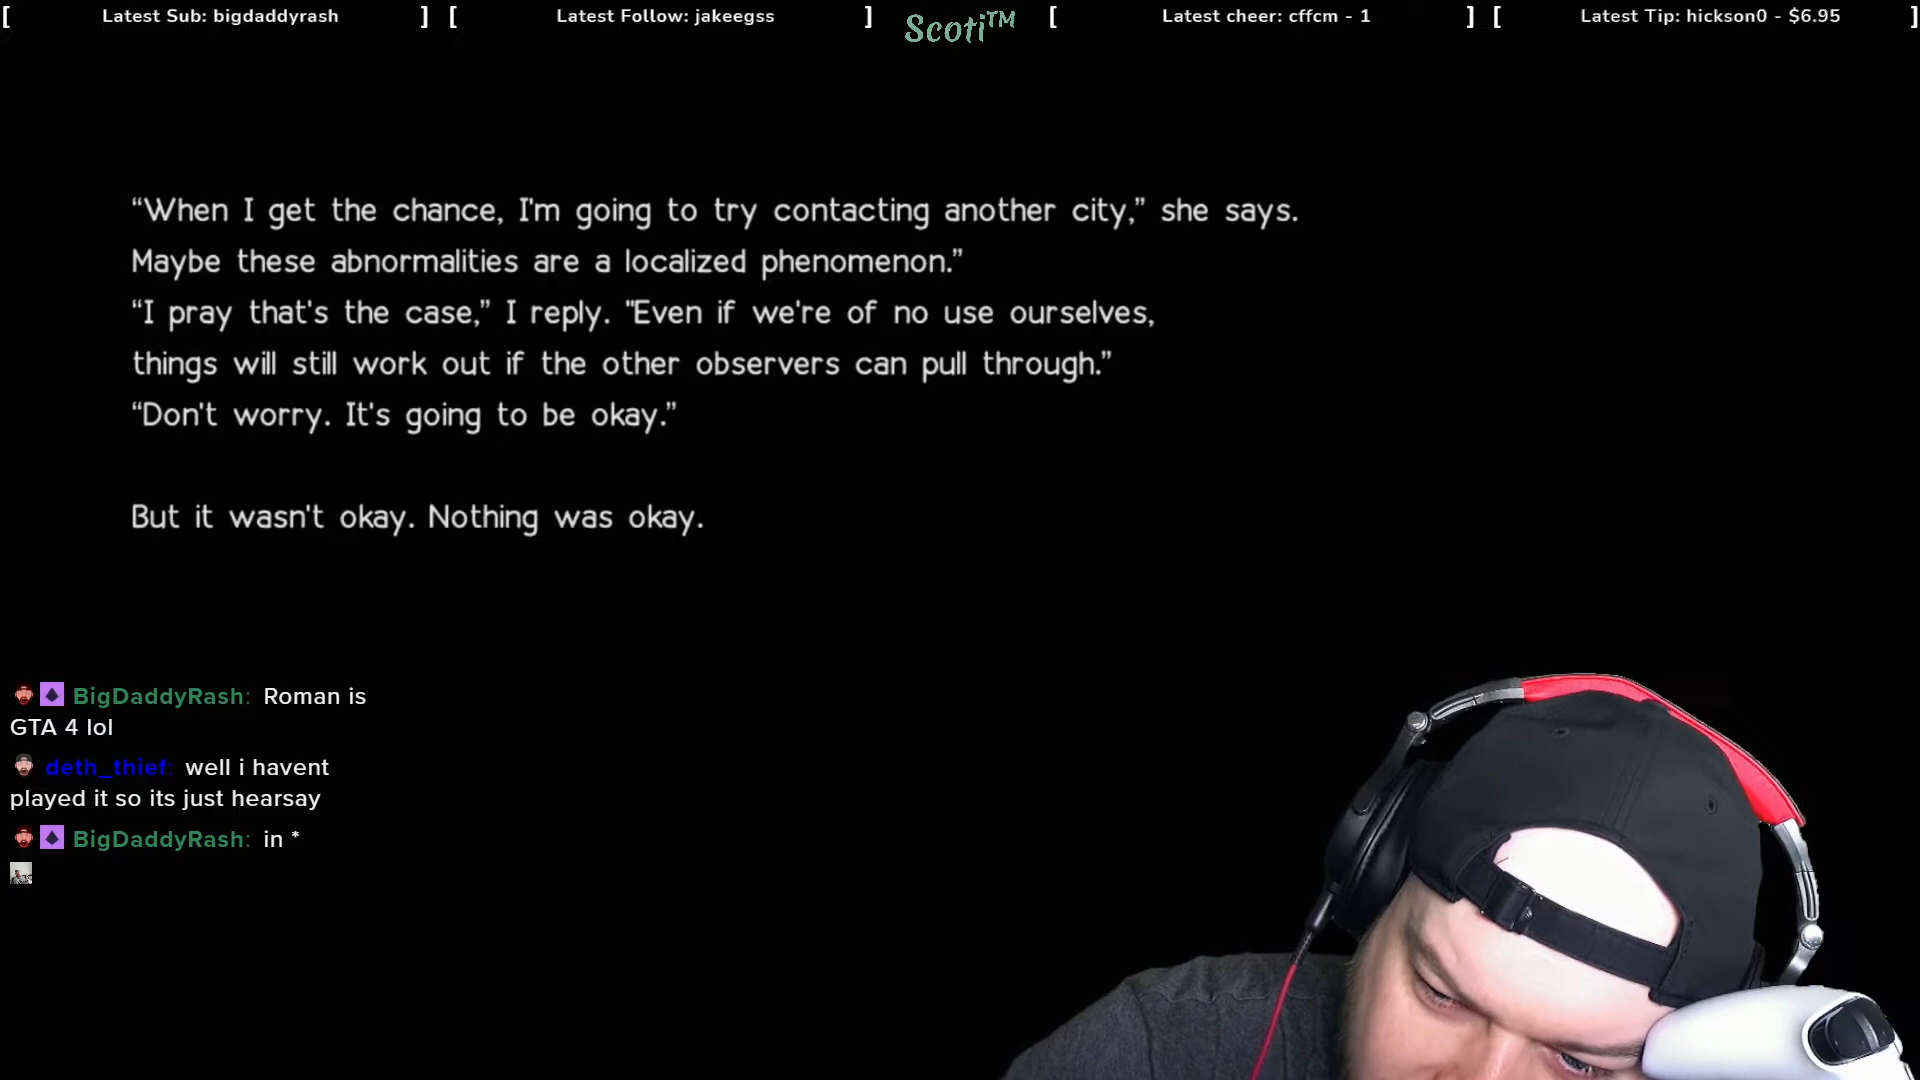 [ Latest Sub: bigdaddyrash ] [ Latest Follow: jakeegss ] Scoti™ [ Latest cheer: cffcm - 1 ] [ Latest Tip: hickson0 - $6.95 ]
“When I get the chance, I'm going to try contacting another city,” she says.
Maybe these abnormalities are a localized phenomenon.”
“I pray that's the case,” I reply. "Even if we're of no use ourselves,
things will still work out if the other observers can pull through.”
“Don't worry. It's going to be okay.”
But it wasn't okay. Nothing was okay.
BigDaddyRash: Roman is
GTA 4 lol
deth_thief: well i havent
played it so its just hearsay
BigDaddyRash: in *